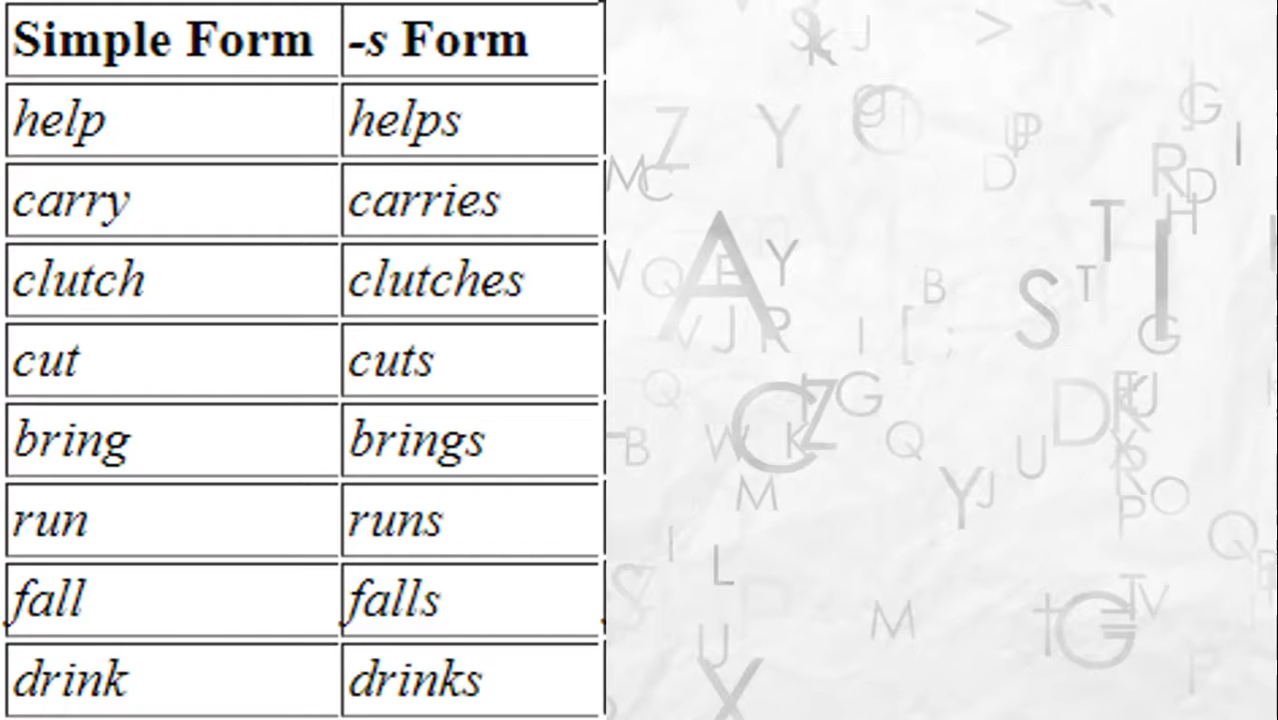 Simple Form -s Form
help helps
carry carries
clutch clutches
cut cuts
bring brings
run runs
fall falls
drink drinks